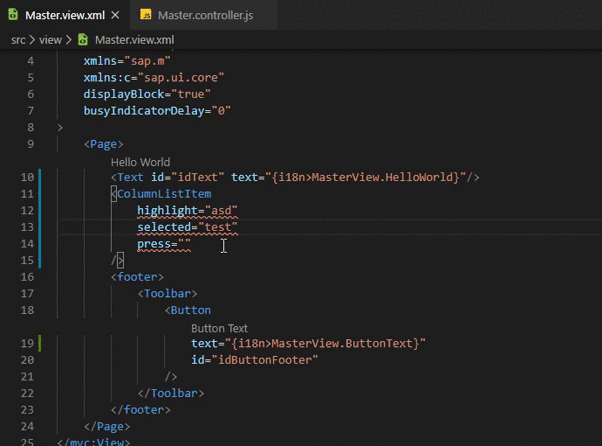 Master.view.xml × JS Master.controller.js
src > view > Master.view.xml
4 xmlns="sap.m"
5 xmlns:c="sap.ui.core"
6 displayBlock="true"
7 busyIndicatorDelay="0"
8 >
9 <Page>
Hello World
10 <Text id="idText" text="{i18n>MasterView.HelloWorld}"/>
11 <ColumnListItem
12 highlight="asd"
13 selected="test"
14 press=""
15 />
16 <footer>
17 <Toolbar>
18 <Button
Button Text
19 text="{i18n>MasterView.ButtonText}"
20 id="idButtonFooter"
21 />
22 </Toolbar>
23 </footer>
24 </Page>
25 </mvc:View>